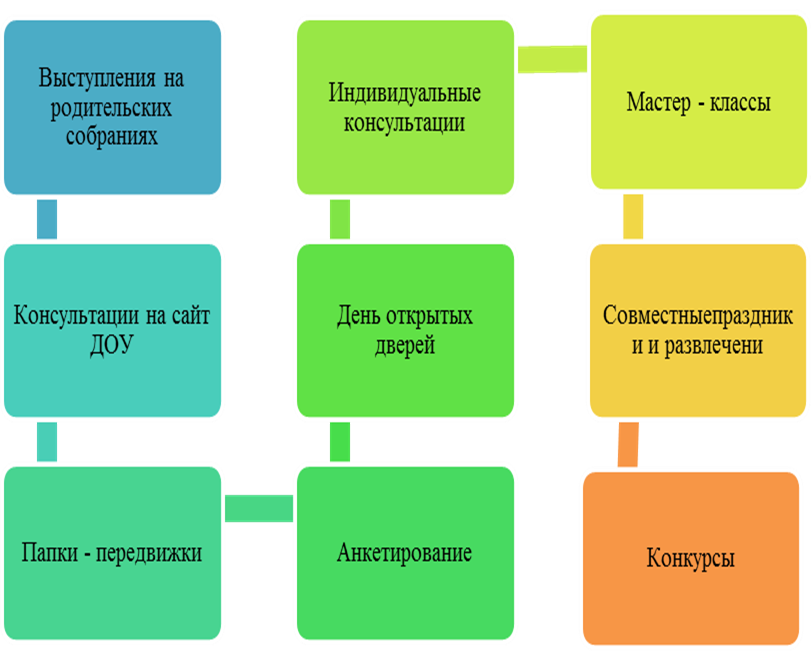 Выступления на
родительских
собраниях
Консультации на сайт
ДОУ
Папки - передвижки
Анкетирование
День открытых
дверей
Индивидуальные
консультации
Мастер - классы
Совместныепраздник
и и развлечени
Конкурсы